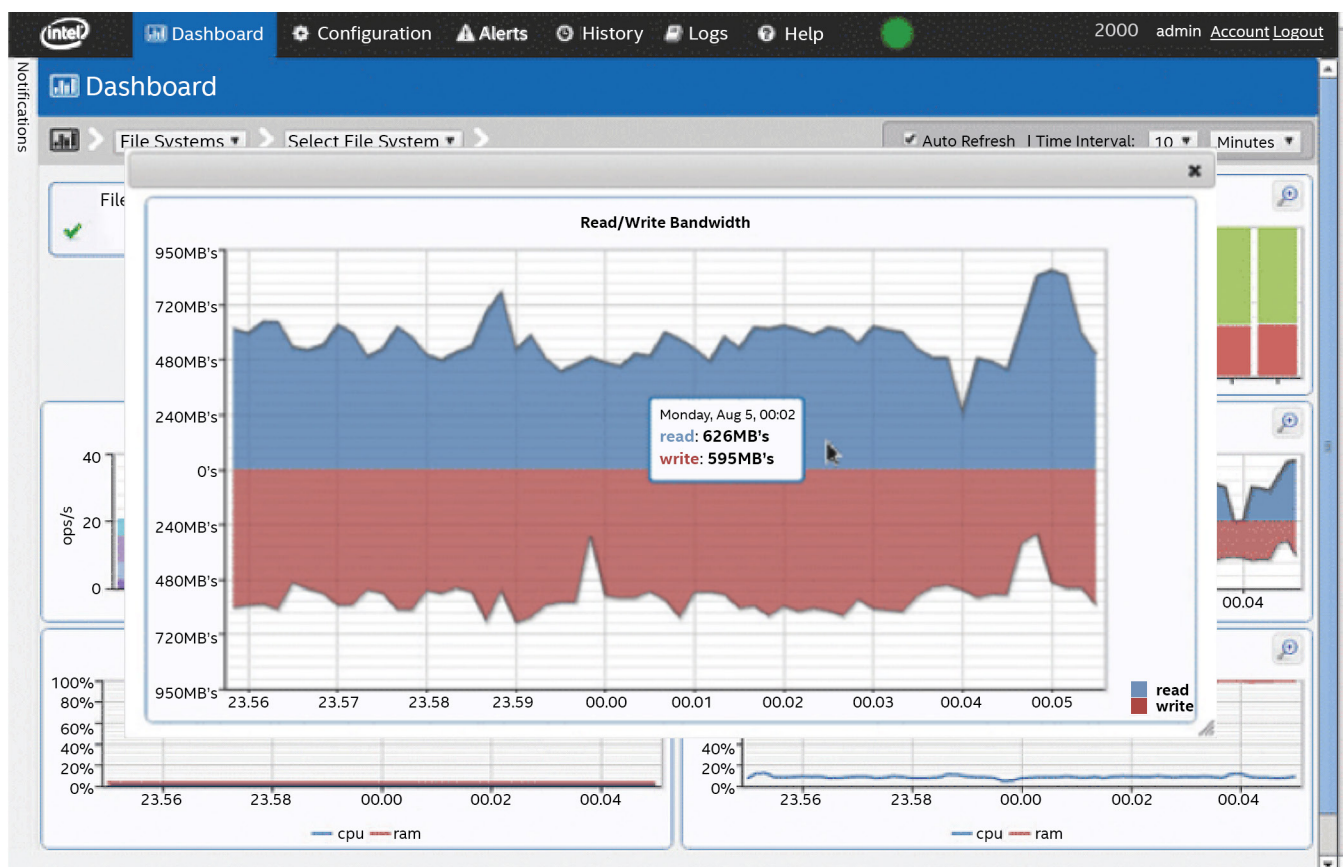 intel Dashboard Configuration Alerts History Logs Help 2000 admin Account Logout
Notifications
Dashboard
File Systems Select File System Auto Refresh | Time Interval: 10 Minutes
File
Read/Write Bandwidth
950MB's
720MB's
480MB's
240MB's
0's
240MB's
480MB's
720MB's
950MB's
23.56 23.57 23.58 23.59 00.00 00.01 00.02 00.03 00.04 00.05
Monday, Aug 5, 00:02
read: 626MB's
write: 595MB's
read
write
ops/s
40
20
0
00.04
100%
80%
60%
40%
20%
0%
23.56 23.58 00.00 00.02 00.04
cpu ram
40%
20%
0%
23.56 23.58 00.00 00.02 00.04
cpu ram